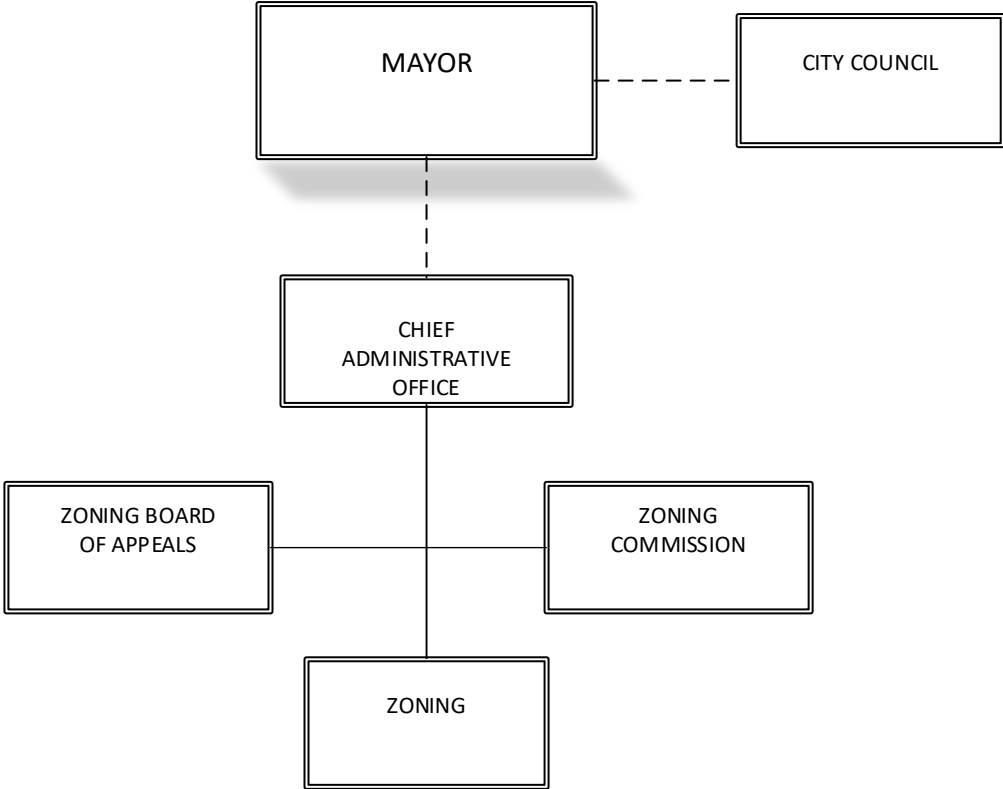 MAYOR
CITY COUNCIL
CHIEF
ADMINISTRATIVE
OFFICE
ZONING BOARD
OF APPEALS
ZONING
COMMISSION
ZONING